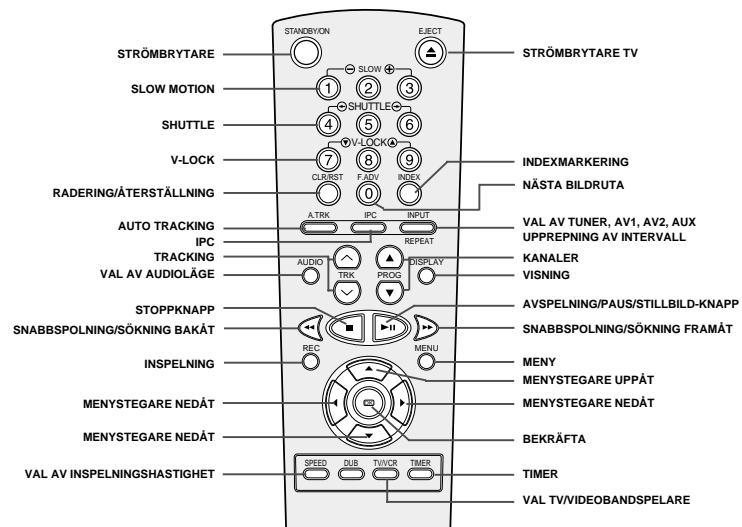 STANDBY/ON
EJECT
STRÖMBRYTARE
STRÖMBRYTARE TV
SLOW
SLOW MOTION
1 2 3
SHUTTLE
SHUTTLE
4 5 6
V-LOCK
V-LOCK
7 8 9
INDEXMARKERING
CLR/RST F.ADV INDEX
NÄSTA BILDRUTA
RADERING/ÅTERSTÄLLNING
0
A.TRK IPC INPUT
VAL AV TUNER, AV1, AV2, AUX
AUTO TRACKING
UPPREPNING AV INTERVALL
IPC
REPEAT
TRACKING
KANALER
AUDIO
DISPLAY
VAL AV AUDIOLÄGE
TRK PROG
VISNING
STOPPKNAPP
AVSPELNING/PAUS/STILLBILD-KNAPP
SNABBSPOLNING/SÖKNING BAKÅT
SNABBSPOLNING/SÖKNING FRAMÅT
REC
MENU
INSPELNING
MENY
MENYSTEGARE UPPÅT
MENYSTEGARE NEDÅT
MENYSTEGARE NEDÅT
OK
MENYSTEGARE NEDÅT
BEKRÄFTA
SPEED DUB TV/VCR TIMER
VAL AV INSPELNINGSHASTIGHET
TIMER
VAL TV/VIDEOBANDSPELARE